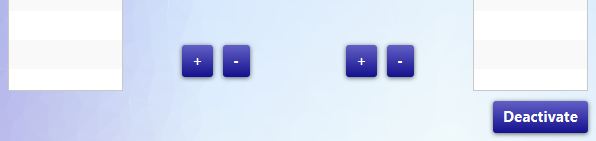 + - + -
Deactivate